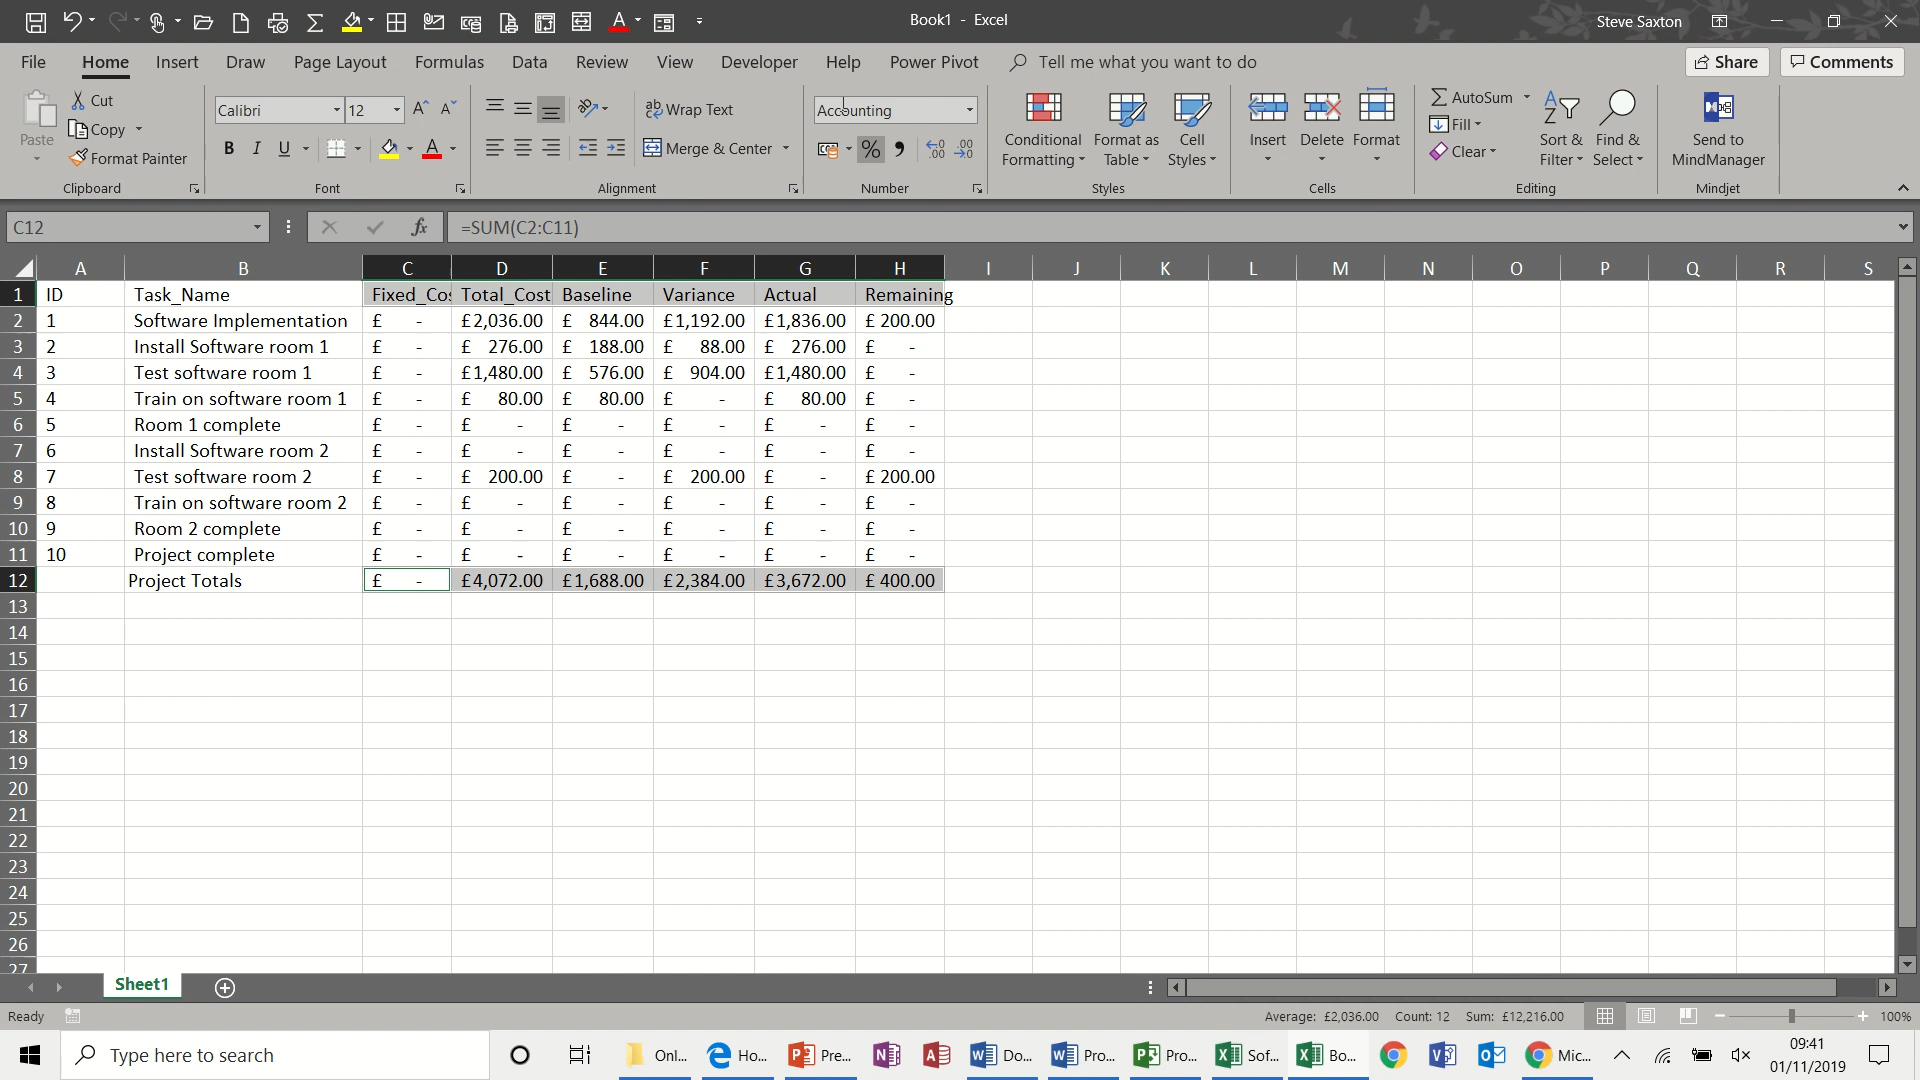 Book1 - Excel
Steve Saxton
File Home Insert Draw Page Layout Formulas Data Review View Developer Help Power Pivot Tell me what you want to do Share Comments
Paste
Cut
Copy
Format Painter
Clipboard
Calibri 12
B I U
Font
Wrap Text
Merge & Center
Alignment
Accounting
%
Number
Conditional Formatting
Format as Table
Cell Styles
Styles
Insert Delete Format
Cells
AutoSum
Fill
Clear
Sort & Filter
Find & Select
Editing
Send to MindManager
Mindjet
C12 fx =SUM(C2:C11)
A B C D E F G H I J K L M N O P Q R S
1 ID Task_Name Fixed_Cos Total_Cost Baseline Variance Actual Remaining
2 1 Software Implementation £ - £2,036.00 £ 844.00 £1,192.00 £1,836.00 £ 200.00
3 2 Install Software room 1 £ - £ 276.00 £ 188.00 £ 88.00 £ 276.00 £ -
4 3 Test software room 1 £ - £1,480.00 £ 576.00 £ 904.00 £1,480.00 £ -
5 4 Train on software room 1 £ - £ 80.00 £ 80.00 £ - £ 80.00 £ -
6 5 Room 1 complete £ - £ - £ - £ - £ - £ -
7 6 Install Software room 2 £ - £ - £ - £ - £ - £ -
8 7 Test software room 2 £ - £ 200.00 £ - £ 200.00 £ - £ 200.00
9 8 Train on software room 2 £ - £ - £ - £ - £ - £ -
10 9 Room 2 complete £ - £ - £ - £ - £ - £ -
11 10 Project complete £ - £ - £ - £ - £ - £ -
12 Project Totals £ - £4,072.00 £1,688.00 £2,384.00 £3,672.00 £ 400.00
13
14
15
16
17
18
19
20
21
22
23
24
25
26
27
Sheet1
Ready Average: £2,036.00 Count: 12 Sum: £12,216.00 100%
Type here to search Onl... Ho... Pre... Do... Pro... Pro... Sof... Bo... Mic... 09:41
01/11/2019